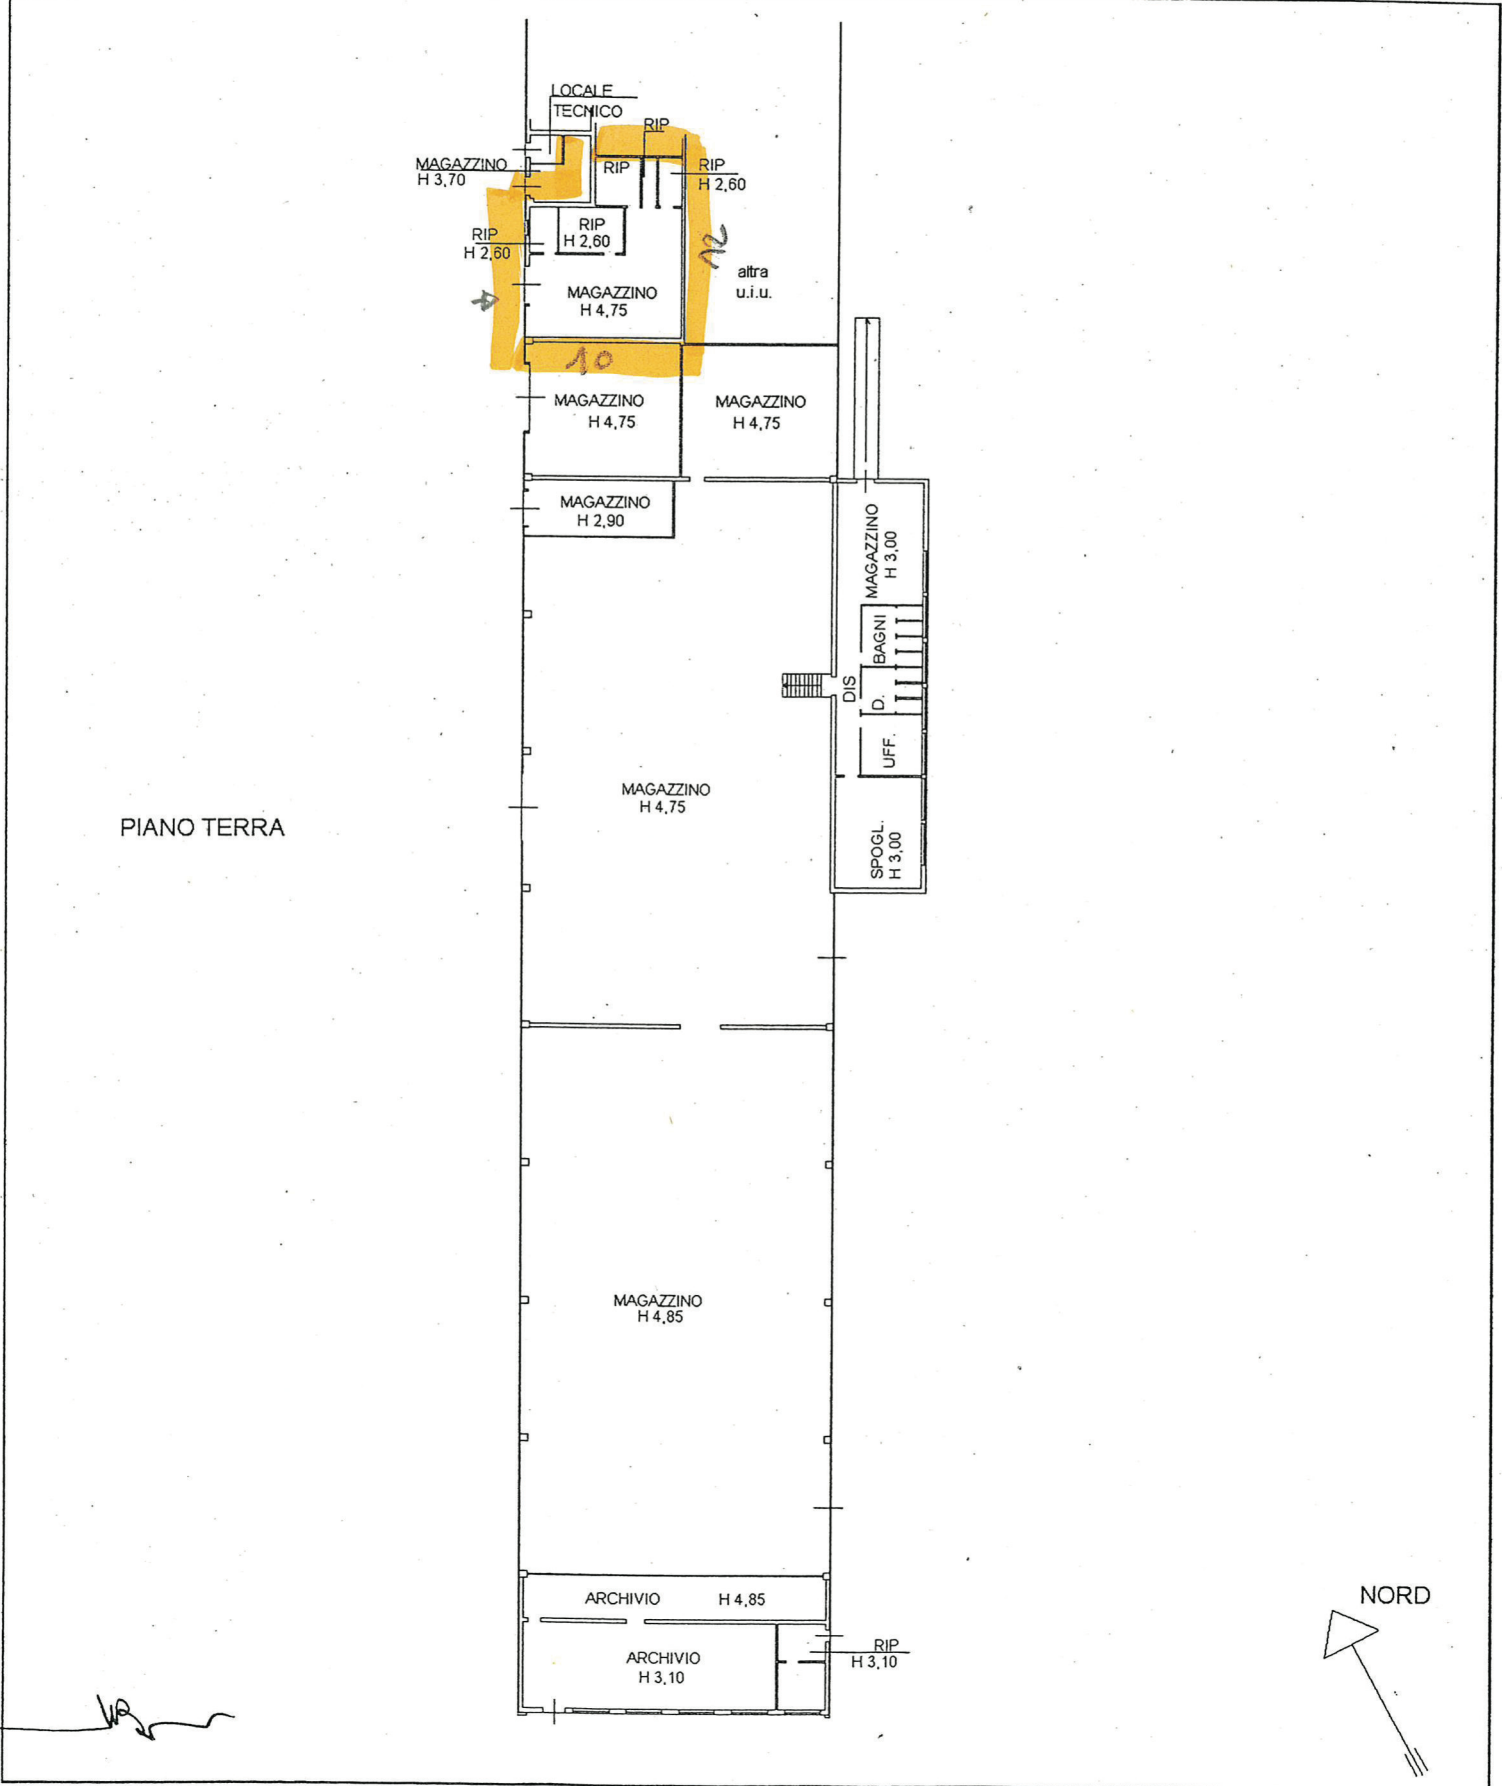 LOCALE
TECNICO
RIP
MAGAZZINO
H 3,70
RIP
RIP
H 2,60
RIP
H 2,60
RIP
H 2,60
12
altra
u.i.u.
MAGAZZINO
H 4,75
10
MAGAZZINO
H 4,75
MAGAZZINO
H 4,75
MAGAZZINO
H 2,90
MAGAZZINO
H 3,00
BAGNI
DIS
D.
UFF.
MAGAZZINO
H 4,75
PIANO TERRA
SPOGL.
H 3,00
MAGAZZINO
H 4,85
ARCHIVIO H 4,85
NORD
ARCHIVIO
H 3,10
RIP
H 3,10